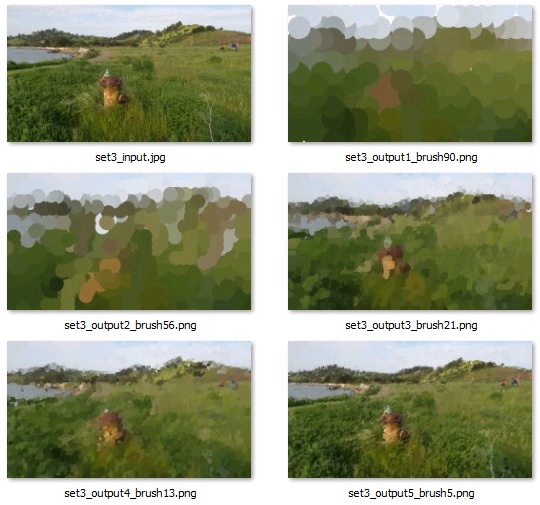 set3_input.jpg
set3_output1_brush90.png
set3_output2_brush56.png
set3_output3_brush21.png
set3_output4_brush13.png
set3_output5_brush5.png